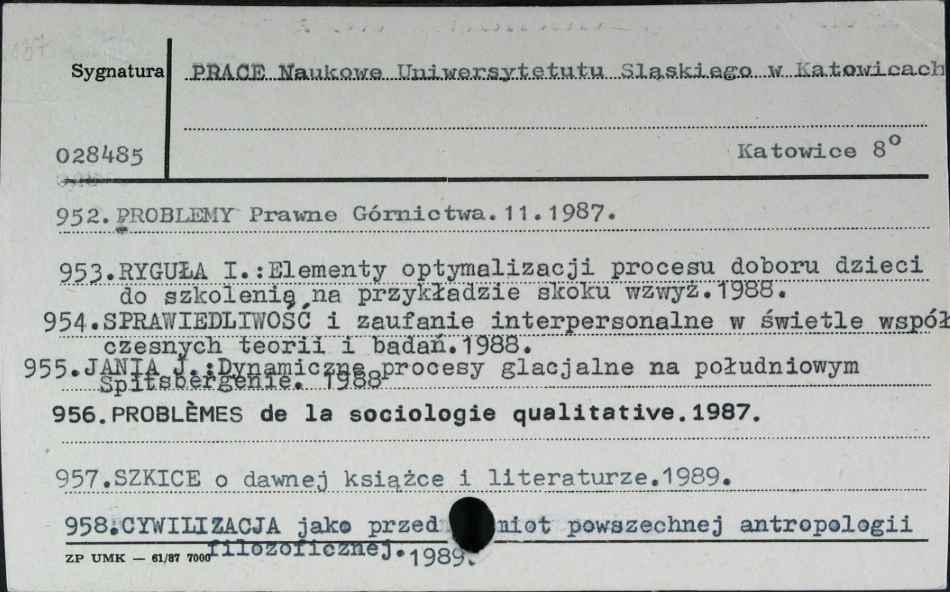 137
Sygnatura
PRACE Naukowe Uniwersytetutu Śląskiego w Katowicach
028485
Katowice 8°
952.PROBLEMY Prawne Górnictwa.11.1987.
953.RYGUŁA I.:Elementy optymalizacji procesu doboru dzieci
do szkolenia na przykładzie skoku wzwyż.1988.
954.SPRAWIEDLIWOŚĆ i zaufanie interpersonalne w świetle współ
czesnych teorii i badań.1988.
955.JANIA J.:Dynamiczne procesy glacjalne na południowym
Spitsbergenie. 1988
956.PROBLÈMES de la sociologie qualitative.1987.
957.SZKICE o dawnej książce i literaturze.1989.
958.CYWILIZACJA jako przed miot powszechnej antropologii
filozoficznej.1989.
ZP UMK — 61/87 7000